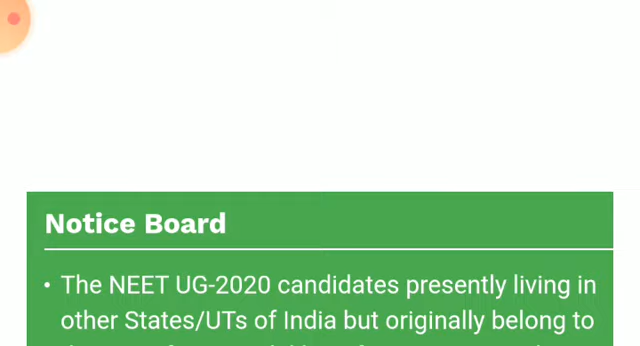 Notice Board
• The NEET UG-2020 candidates presently living in
other States/UTs of India but originally belong to